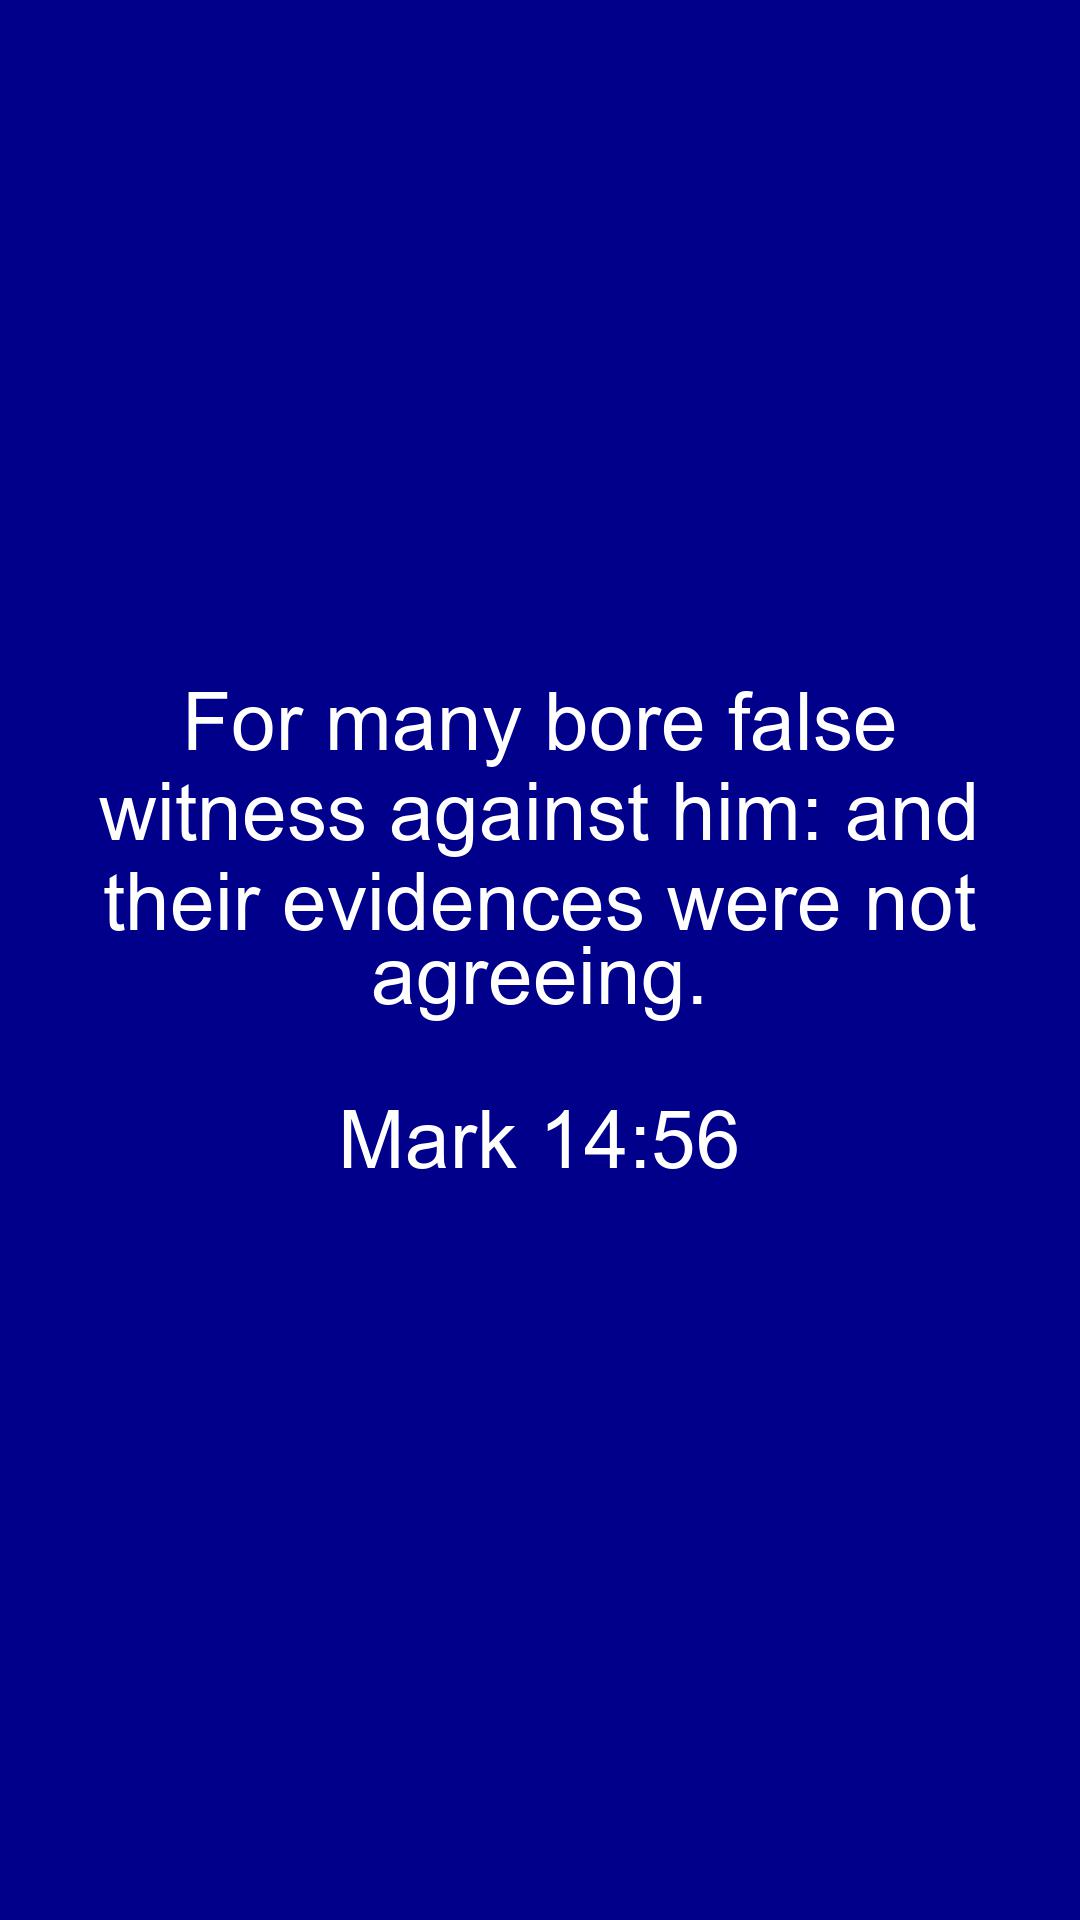 For many bore false
witness against him: and
their evidences were not
agreeing.
Mark 14:56